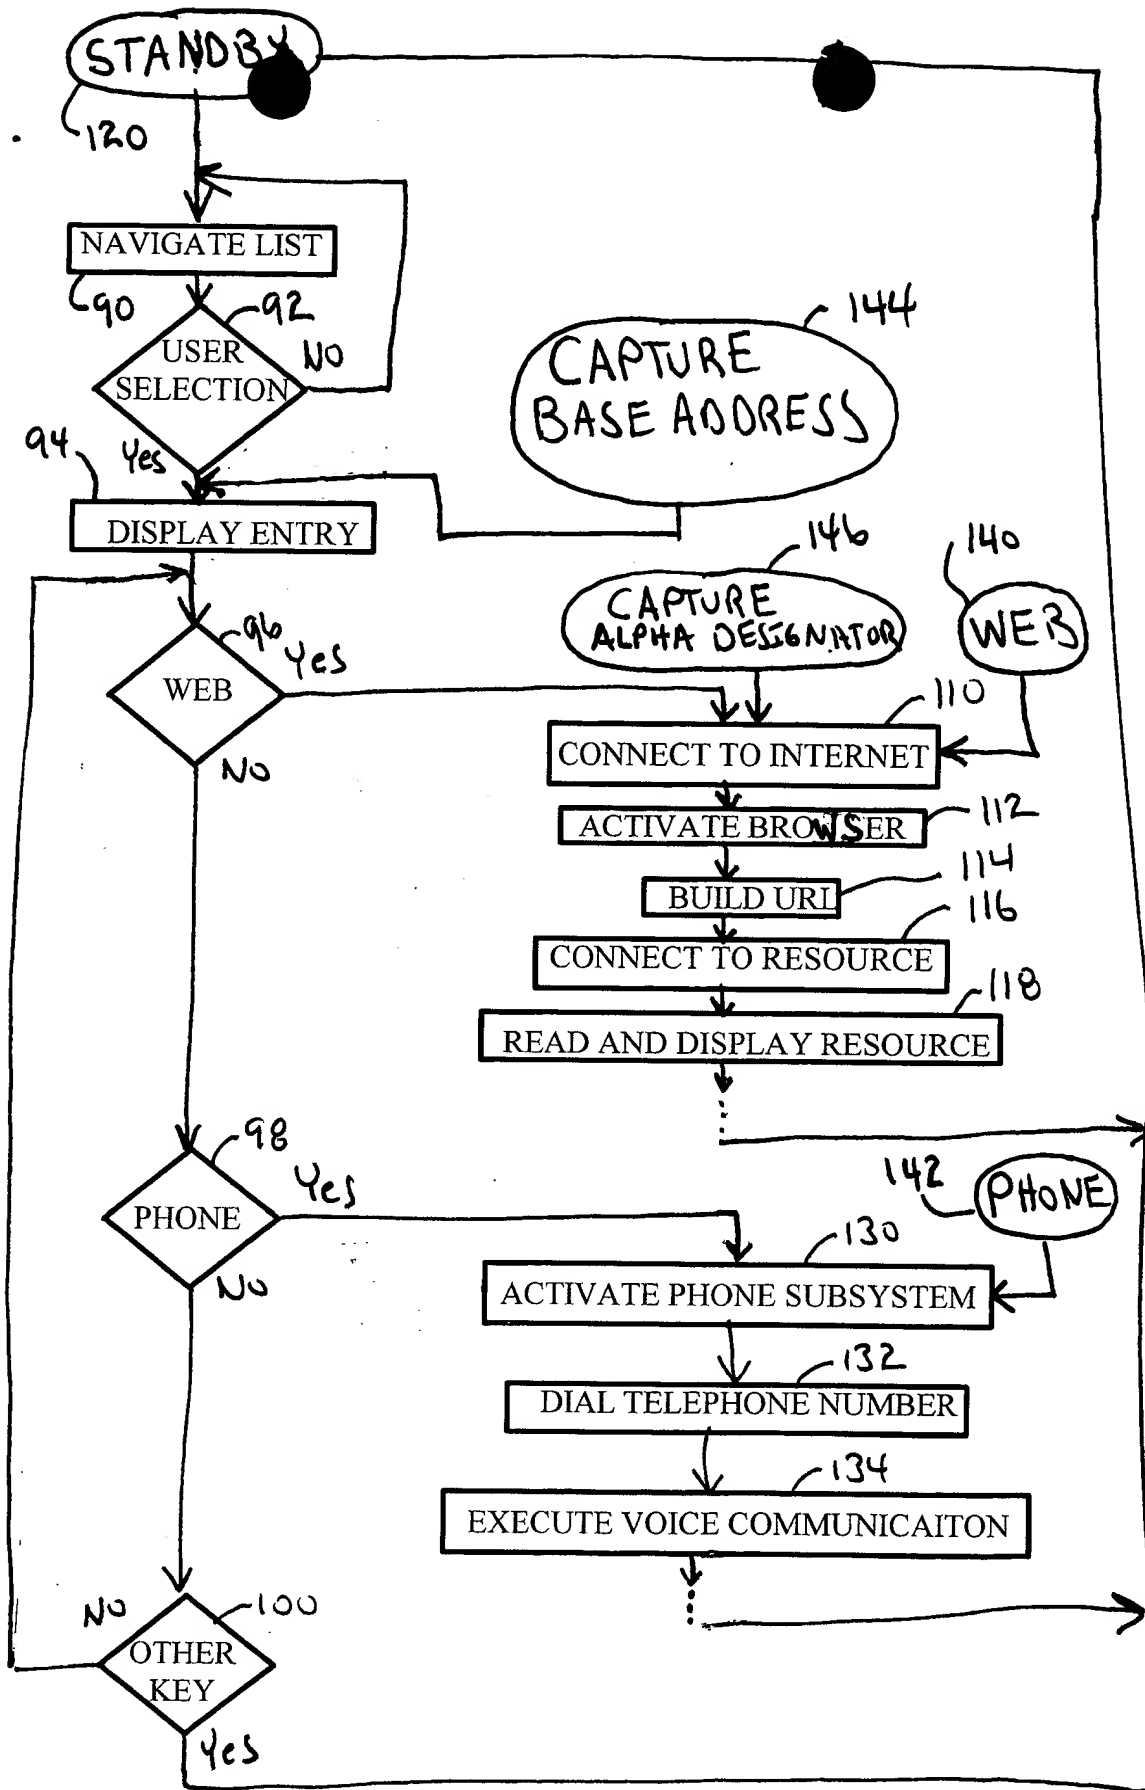 STANDBY
120
NAVIGATE LIST
90
92
USER
SELECTION
NO
Yes
144
CAPTURE
BASE ADDRESS
94
DISPLAY ENTRY
146
CAPTURE
ALPHA DESIGNATOR
140
WEB
96
Yes
WEB
NO
110
CONNECT TO INTERNET
112
ACTIVATE BROWSER
114
BUILD URL
116
CONNECT TO RESOURCE
118
READ AND DISPLAY RESOURCE
98
Yes
PHONE
NO
142
PHONE
130
ACTIVATE PHONE SUBSYSTEM
132
DIAL TELEPHONE NUMBER
134
EXECUTE VOICE COMMUNICAITON
NO
100
OTHER
KEY
Yes